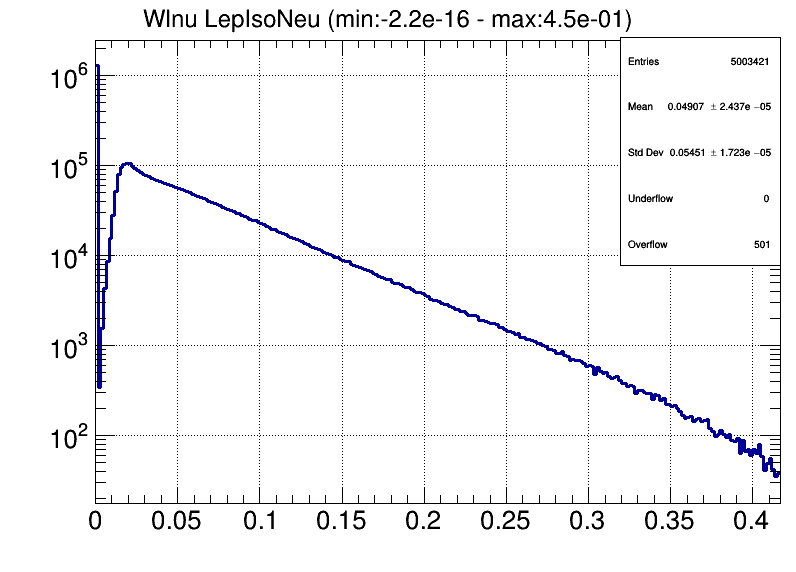 Wlnu LepIsoNeu (min:-2.2e-16 - max:4.5e-01)
Entries 5003421
Mean 0.04907 ± 2.437e −05
Std Dev 0.05451 ± 1.723e −05
Underflow 0
Overflow 501
10^6
10^5
10^4
10^3
10^2
0 0.05 0.1 0.15 0.2 0.25 0.3 0.35 0.4